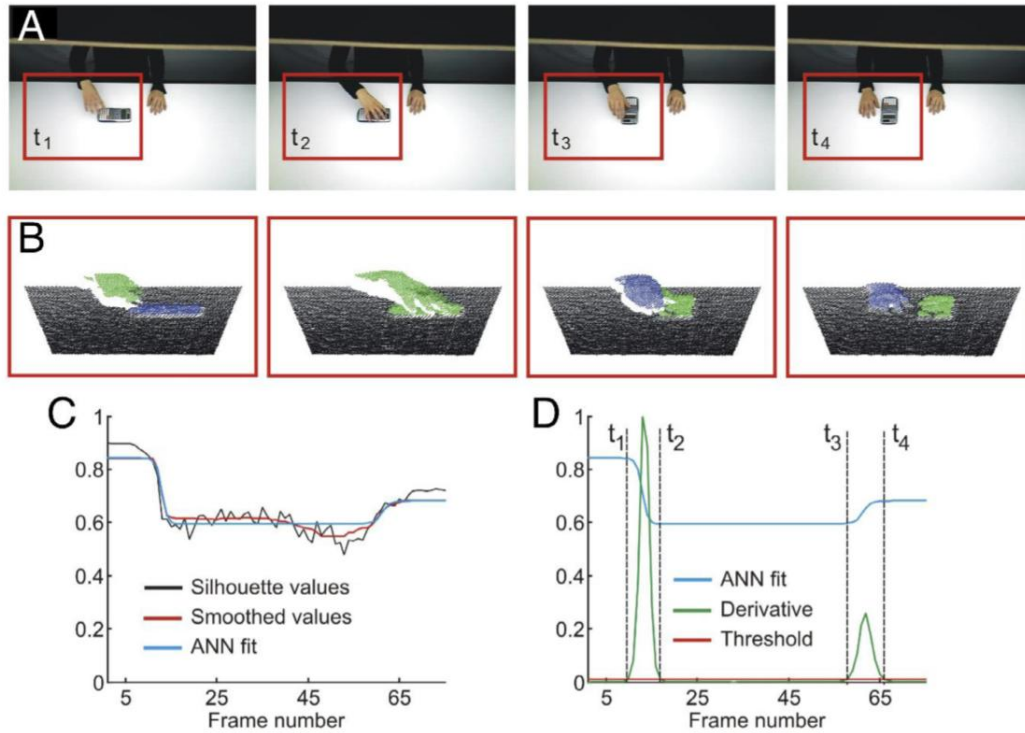 A
t1
t2
t3
t4
B
C
1
0.8
0.6
0.4
0.2
0
Silhouette values
Smoothed values
ANN fit
5 25 45 65
Frame number
D
t1 t2 t3 t4
1
0.8
0.6
0.4
0.2
0
ANN fit
Derivative
Threshold
5 25 45 65
Frame number